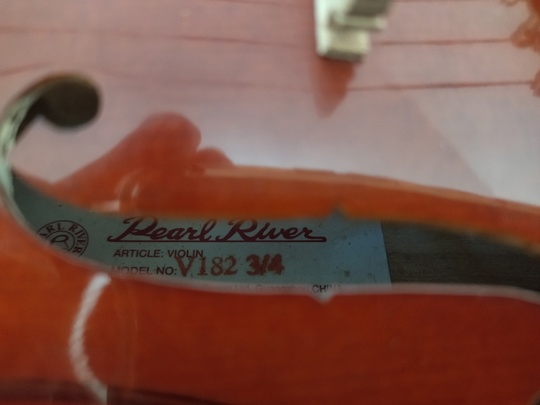 Pearl River
ARTICLE: VIOLIN
MODEL NO: V182 3/4